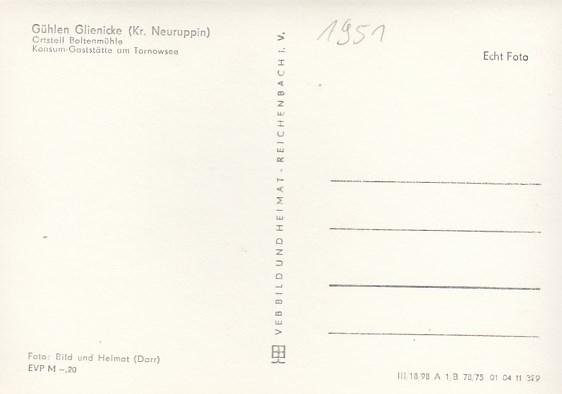 Gühlen Glienicke (Kr. Neuruppin)
Ortsteil Boltenmühle
Konsum-Gaststätte am Tornowsee
1951
Echt Foto
VEB BILD UND HEIMAT · REICHENBACH i. V.
Foto: Bild und Heimat (Darr)
EVP M –,20
III/18/98 A 1/B 78/75 01 04 11 329